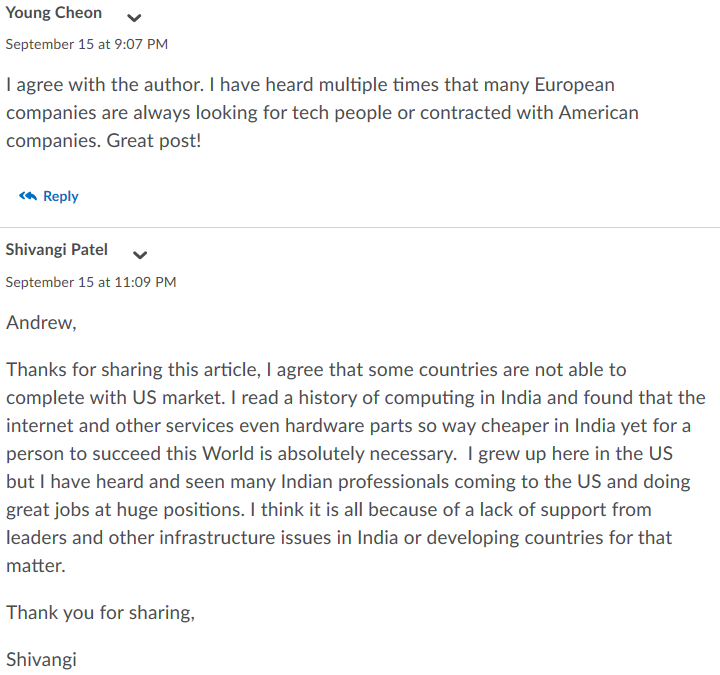 Young Cheon
September 15 at 9:07 PM
I agree with the author. I have heard multiple times that many European
companies are always looking for tech people or contracted with American
companies. Great post!
Reply
Shivangi Patel
September 15 at 11:09 PM
Andrew,
Thanks for sharing this article, I agree that some countries are not able to
complete with US market. I read a history of computing in India and found that the
internet and other services even hardware parts so way cheaper in India yet for a
person to succeed this World is absolutely necessary.  I grew up here in the US
but I have heard and seen many Indian professionals coming to the US and doing
great jobs at huge positions. I think it is all because of a lack of support from
leaders and other infrastructure issues in India or developing countries for that
matter.
Thank you for sharing,
Shivangi